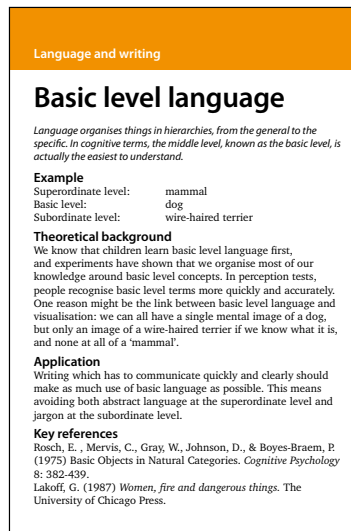 Language and writing
Basic level language
Language organises things in hierarchies, from the general to the
specific. In cognitive terms, the middle level, known as the basic level, is
actually the easiest to understand.
Example
Superordinate level: mammal
Basic level: dog
Subordinate level: wire-haired terrier
Theoretical background
We know that children learn basic level language first,
and experiments have shown that we organise most of our
knowledge around basic level concepts. In perception tests,
people recognise basic level terms more quickly and accurately.
One reason might be the link between basic level language and
visualisation: we can all have a single mental image of a dog,
but only an image of a wire-haired terrier if we know what it is,
and none at all of a ‘mammal’.
Application
Writing which has to communicate quickly and clearly should
make as much use of basic language as possible. This means
avoiding both abstract language at the superordinate level and
jargon at the subordinate level.
Key references
Rosch, E. , Mervis, C., Gray, W., Johnson, D., & Boyes-Braem, P.
(1975) Basic Objects in Natural Categories. Cognitive Psychology
8: 382-439.
Lakoff, G. (1987) Women, fire and dangerous things. The
University of Chicago Press.